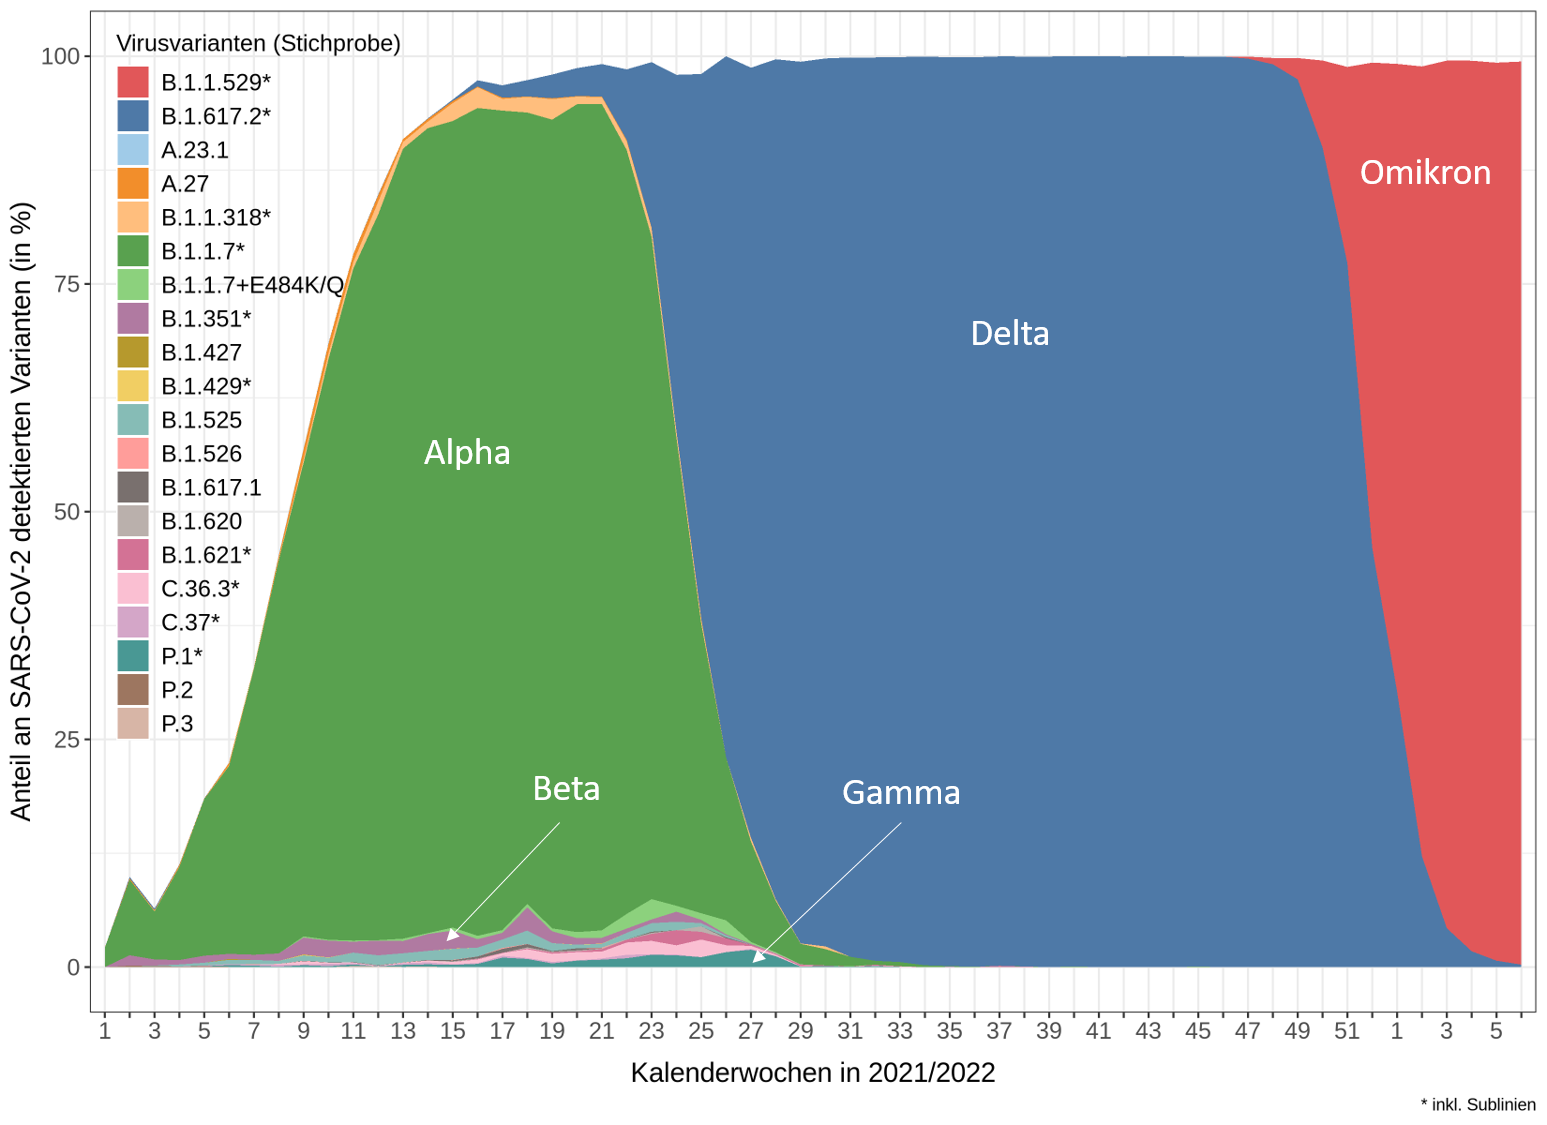 Virusvarianten (Stichprobe)
B.1.1.529*
B.1.617.2*
A.23.1
A.27
B.1.1.318*
B.1.1.7*
B.1.1.7+E484K/Q
B.1.351*
B.1.427
B.1.429*
B.1.525
B.1.526
B.1.617.1
B.1.620
B.1.621*
C.36.3*
C.37*
P.1*
P.2
P.3
Anteil an SARS-CoV-2 detektierten Varianten (in %)
100
75
50
25
0
Omikron
Delta
Alpha
Beta
Gamma
1 3 5 7 9 11 13 15 17 19 21 23 25 27 29 31 33 35 37 39 41 43 45 47 49 51 1 3 5
Kalenderwochen in 2021/2022
* inkl. Sublinien